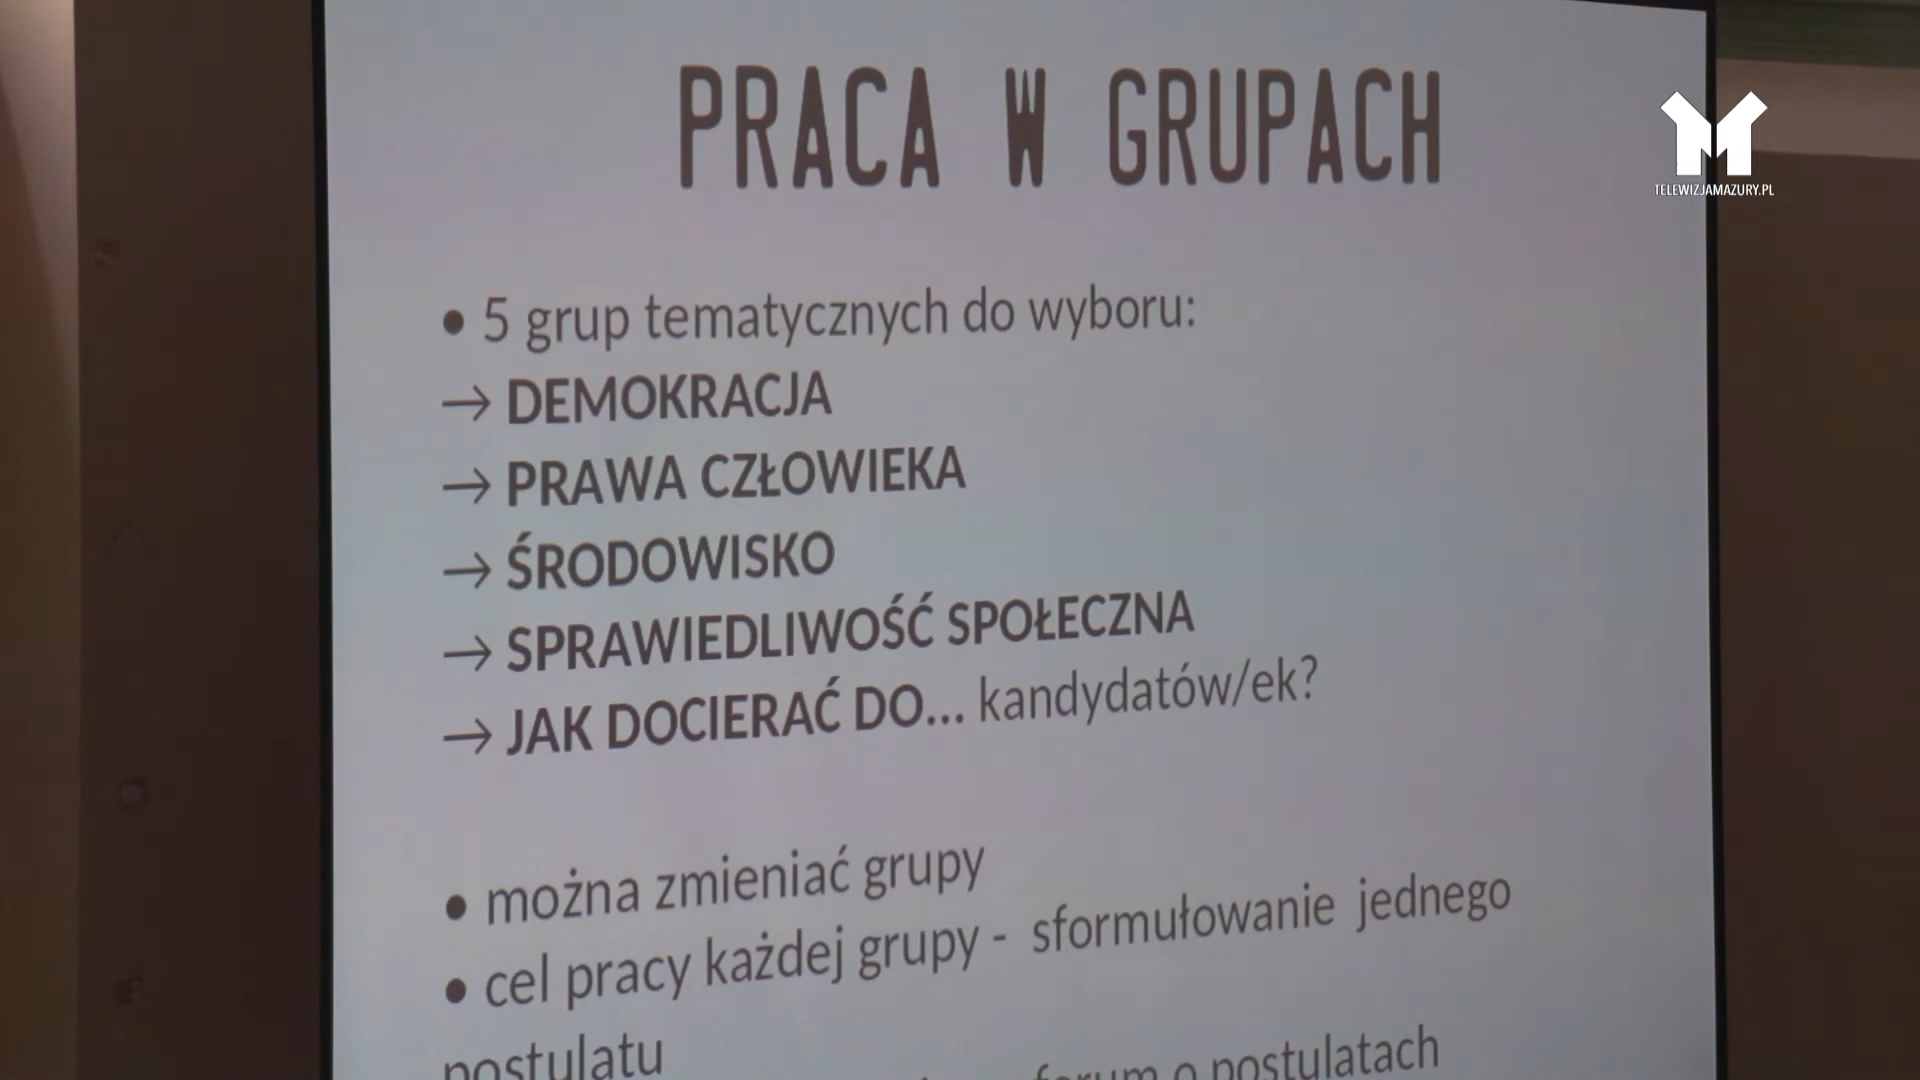 PRACA W GRUPACH
TELEWIZJAMAZURY.PL
• 5 grup tematycznych do wyboru:
→ DEMOKRACJA
→ PRAWA CZŁOWIEKA
→ ŚRODOWISKO
→ SPRAWIEDLIWOŚĆ SPOŁECZNA
→ JAK DOCIERAĆ DO... kandydatów/ek?
• można zmieniać grupy
• cel pracy każdej grupy - sformułowanie jednego
postulatu
forum o postulatach